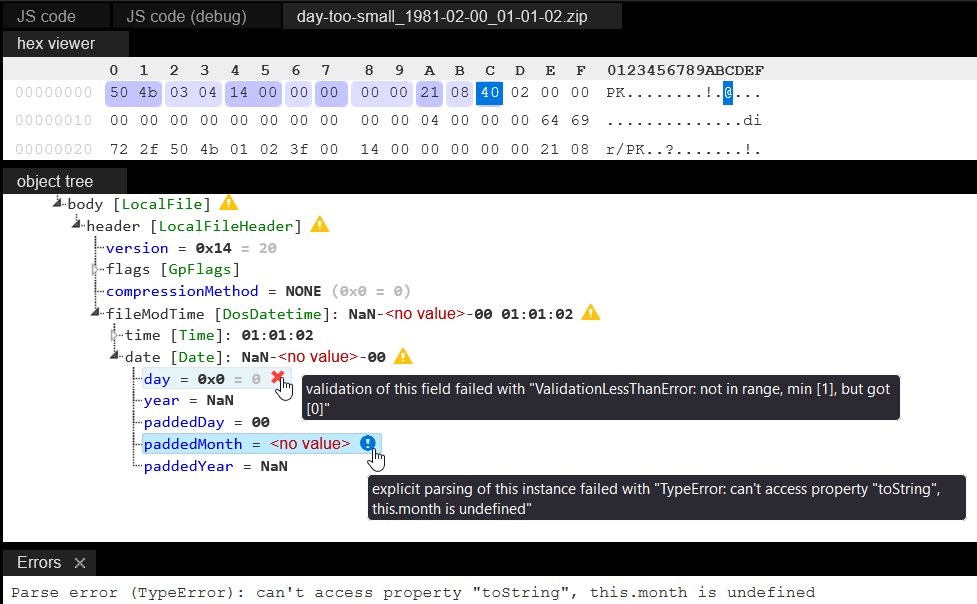 JS code JS code (debug) day-too-small_1981-02-00_01-01-02.zip
hex viewer
0 1 2 3 4 5 6 7 8 9 A B C D E F 0123456789ABCDEF
00000000 50 4b 03 04 14 00 00 00 00 00 21 08 40 02 00 00 PK........!.@...
00000010 00 00 00 00 00 00 00 00 00 00 04 00 00 00 64 69 ..............di
00000020 72 2f 50 4b 01 02 3f 00 14 00 00 00 00 00 21 08 r/PK..?.......!.
object tree
body [LocalFile]
header [LocalFileHeader]
version = 0x14 = 20
flags [GpFlags]
compressionMethod = NONE (0x0 = 0)
fileModTime [DosDatetime]: NaN-<no value>-00 01:01:02
time [Time]: 01:01:02
date [Date]: NaN-<no value>-00
day = 0x0 = 0
validation of this field failed with "ValidationLessThanError: not in range, min [1], but got
[0]"
year = NaN
paddedDay = 00
paddedMonth = <no value>
paddedYear = NaN
explicit parsing of this instance failed with "TypeError: can't access property "toString",
this.month is undefined"
Errors
Parse error (TypeError): can't access property "toString", this.month is undefined